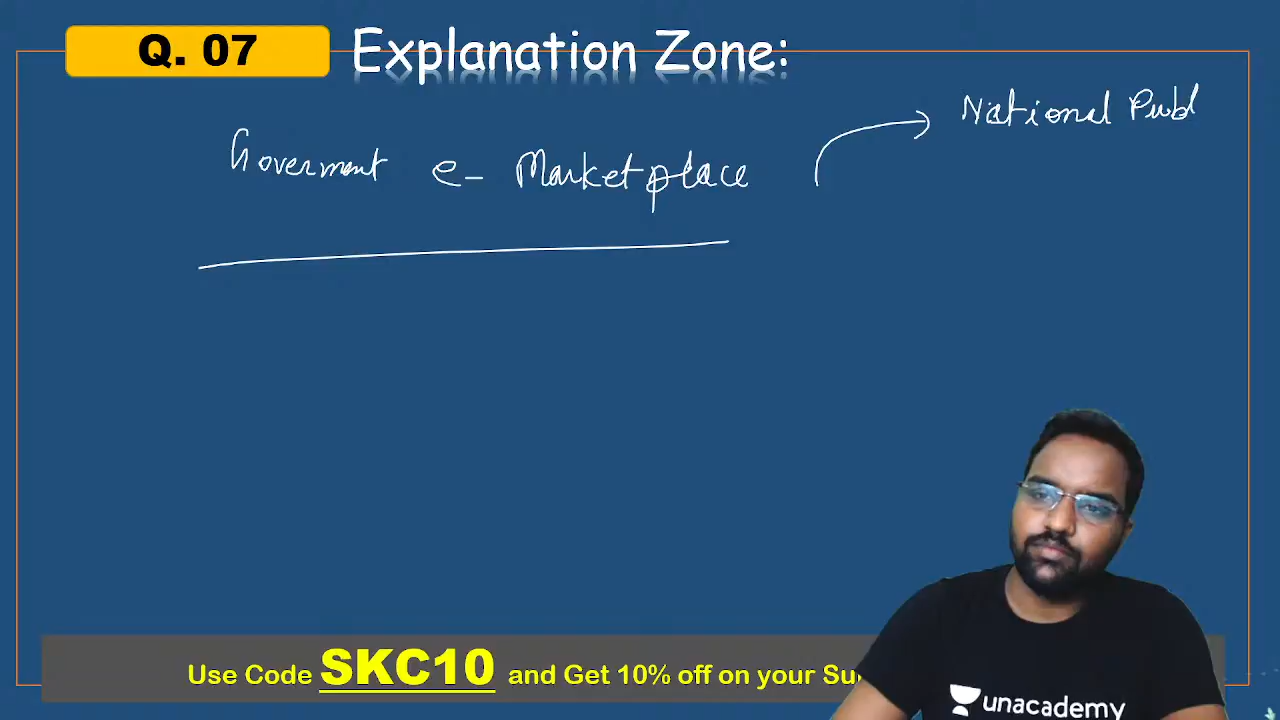 Q. 07
Explanation Zone:
National Publ
Goverment e- Marketplace
Use Code SKC10 and Get 10% off on your Su
unacademy